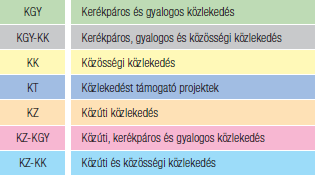 KGY Kerékpáros és gyalogos közlekedés
KGY-KK Kerékpáros, gyalogos és közösségi közlekedés
KK Közösségi közlekedés
KT Közlekedést támogató projektek
KZ Közúti közlekedés
KZ-KGY Közúti, kerékpáros és gyalogos közlekedés
KZ-KK Közúti és közösségi közlekedés